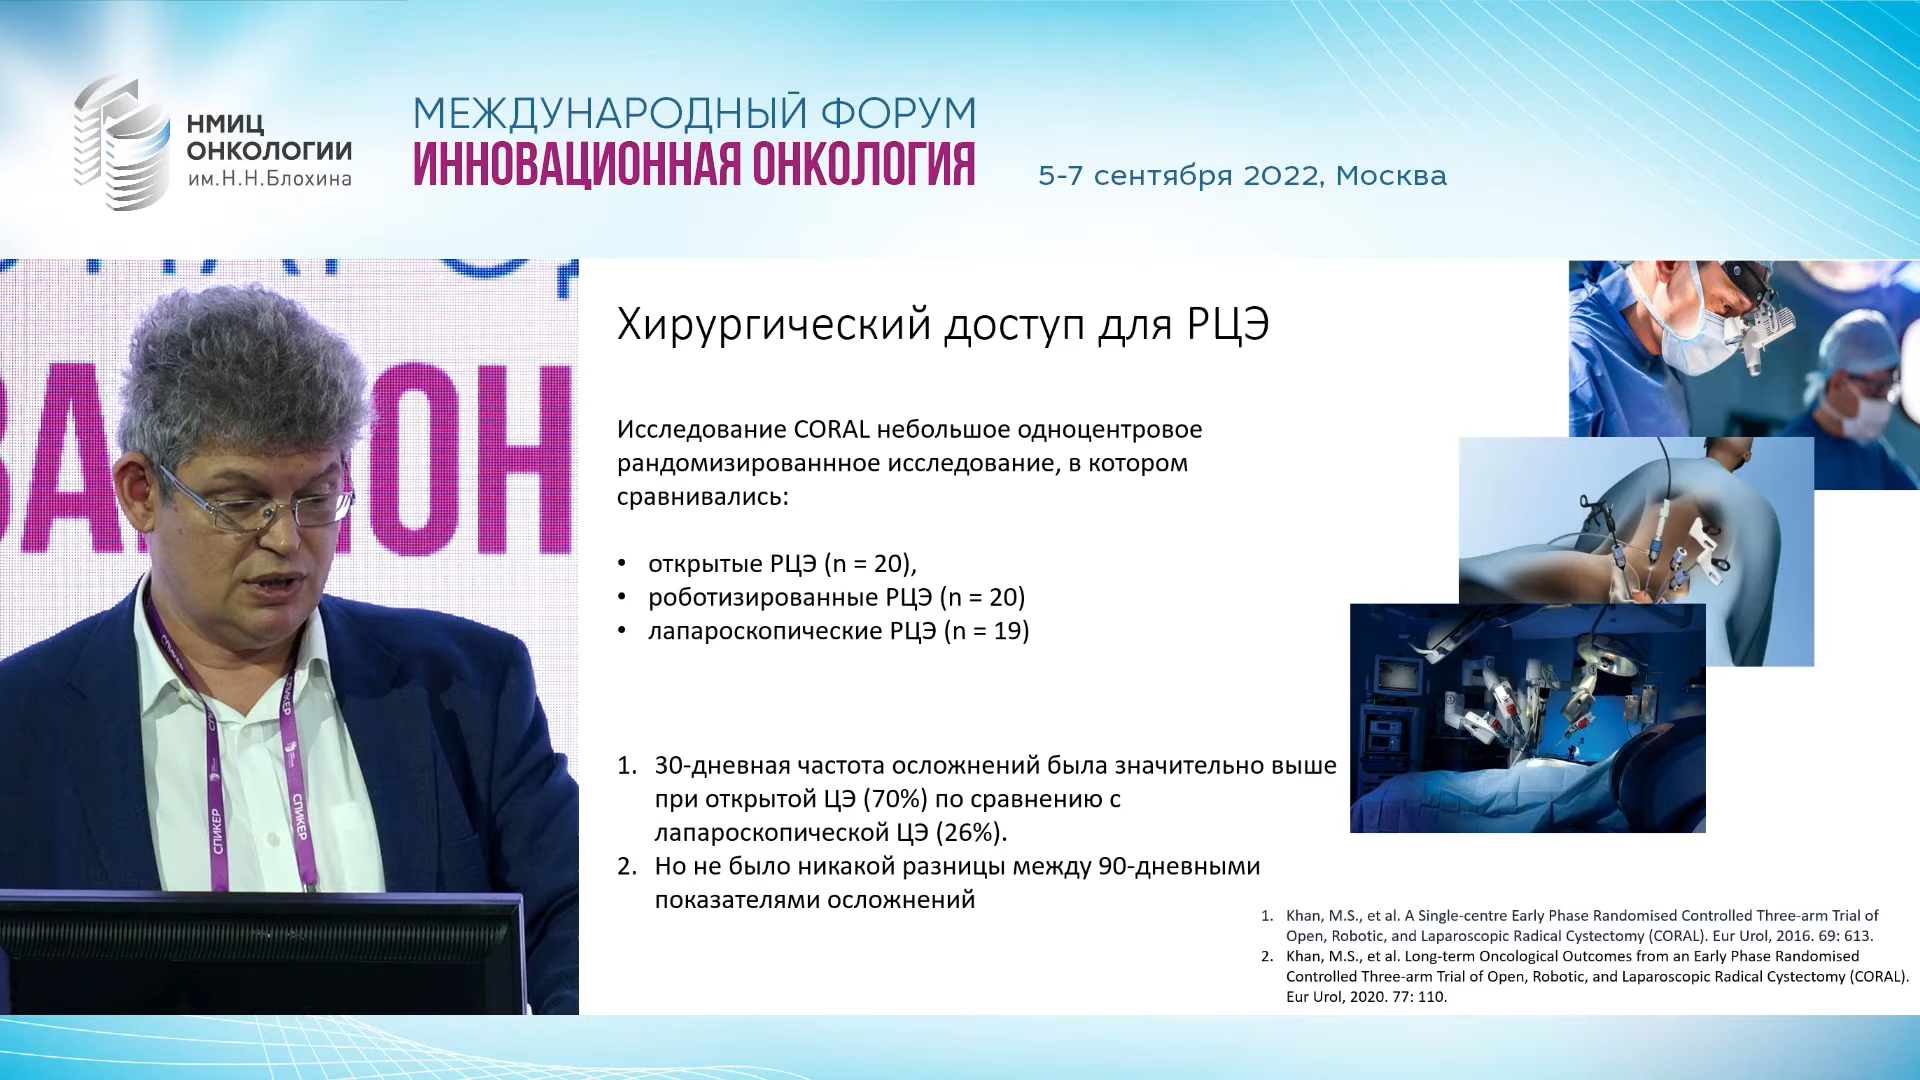 НМИЦ
ОНКОЛОГИИ
им.Н.Н.Блохина
МЕЖДУНАРОДНЫЙ ФОРУМ
ИННОВАЦИОННАЯ ОНКОЛОГИЯ
5-7 сентября 2022, Москва
СПИКЕР
СПИКЕР
СПИКЕР
СПИКЕР
Хирургический доступ для РЦЭ
Исследование CORAL небольшое одноцентровое
рандомизированнное исследование, в котором
сравнивались:
• открытые РЦЭ (n = 20),
• роботизированные РЦЭ (n = 20)
• лапароскопические РЦЭ (n = 19)
1. 30-дневная частота осложнений была значительно выше
при открытой ЦЭ (70%) по сравнению с
лапароскопической ЦЭ (26%).
2. Но не было никакой разницы между 90-дневными
показателями осложнений
1. Khan, M.S., et al. A Single-centre Early Phase Randomised Controlled Three-arm Trial of
Open, Robotic, and Laparoscopic Radical Cystectomy (CORAL). Eur Urol, 2016. 69: 613.
2. Khan, M.S., et al. Long-term Oncological Outcomes from an Early Phase Randomised
Controlled Three-arm Trial of Open, Robotic, and Laparoscopic Radical Cystectomy (CORAL).
Eur Urol, 2020. 77: 110.